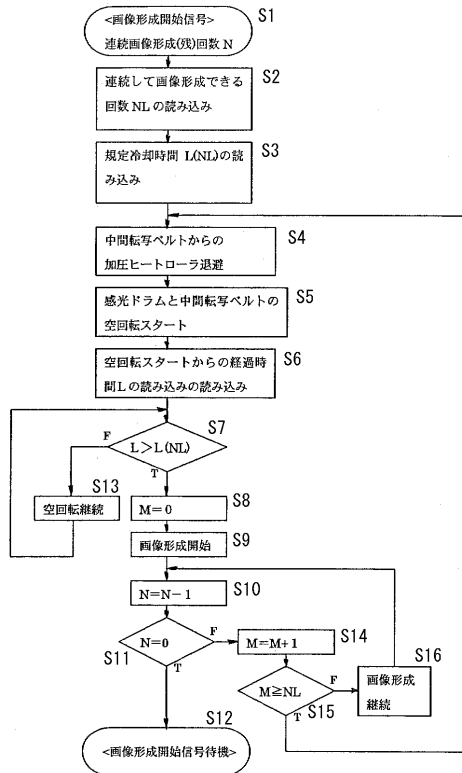 <画像形成開始信号>
S1
連続画像形成(残)回数 N
連続して画像形成できる
S2
回数 NL の読み込み
規定冷却時間 L(NL)の読
S3
み込み
中間転写ベルトからの
S4
加圧ヒートローラ退避
感光ドラムと中間転写ベルトの
S5
空回転スタート
空回転スタートからの経過時
S6
間 L の読み込みの読み込み
S7
F
L>L(NL)
T
S13
空回転継続
S8
M=0
画像形成開始
S9
N=N-1
S10
N=0
F
S11
T
M=M+1
S14
M≧NL
F
T
S15
S16
画像形成
継続
S12
<画像形成開始信号待機>